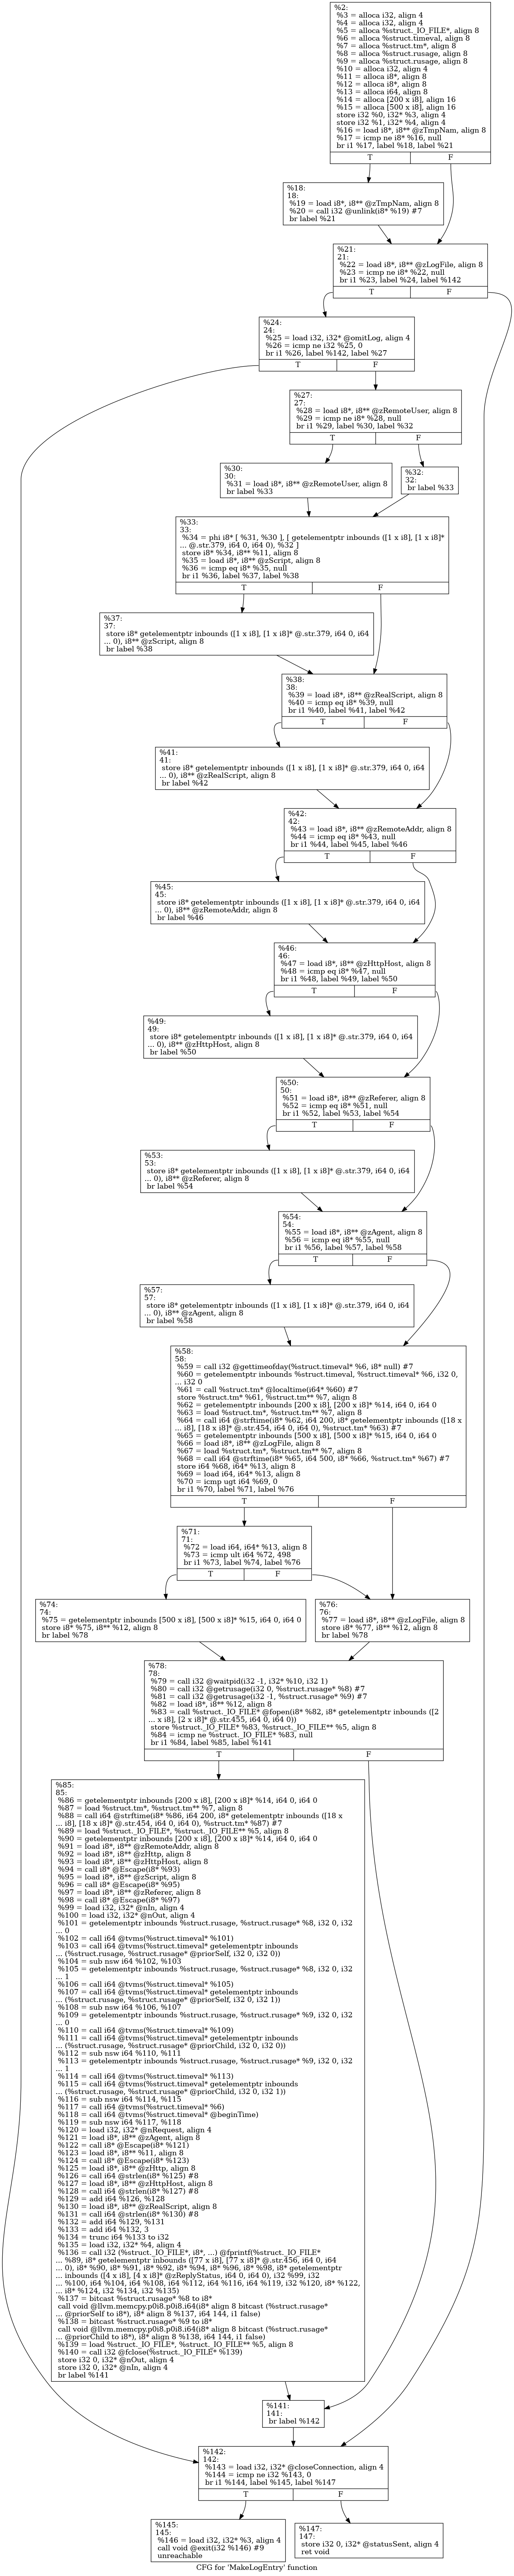 %2:
%3 = alloca i32, align 4
%4 = alloca i32, align 4
%5 = alloca %struct._IO_FILE*, align 8
%6 = alloca %struct.timeval, align 8
%7 = alloca %struct.tm*, align 8
%8 = alloca %struct.rusage, align 8
%9 = alloca %struct.rusage, align 8
%10 = alloca i32, align 4
%11 = alloca i8*, align 8
%12 = alloca i8*, align 8
%13 = alloca i64, align 8
%14 = alloca [200 x i8], align 16
%15 = alloca [500 x i8], align 16
store i32 %0, i32* %3, align 4
store i32 %1, i32* %4, align 4
%16 = load i8*, i8** @zTmpNam, align 8
%17 = icmp ne i8* %16, null
br i1 %17, label %18, label %21
T F
%18:
18:
%19 = load i8*, i8** @zTmpNam, align 8
%20 = call i32 @unlink(i8* %19) #7
br label %21
%21:
21:
%22 = load i8*, i8** @zLogFile, align 8
%23 = icmp ne i8* %22, null
br i1 %23, label %24, label %142
T F
%24:
24:
%25 = load i32, i32* @omitLog, align 4
%26 = icmp ne i32 %25, 0
br i1 %26, label %142, label %27
T F
%27:
27:
%28 = load i8*, i8** @zRemoteUser, align 8
%29 = icmp ne i8* %28, null
br i1 %29, label %30, label %32
T F
%30:
30:
%31 = load i8*, i8** @zRemoteUser, align 8
br label %33
%32:
32:
br label %33
%33:
33:
%34 = phi i8* [ %31, %30 ], [ getelementptr inbounds ([1 x i8], [1 x i8]*
... @.str.379, i64 0, i64 0), %32 ]
store i8* %34, i8** %11, align 8
%35 = load i8*, i8** @zScript, align 8
%36 = icmp eq i8* %35, null
br i1 %36, label %37, label %38
T F
%37:
37:
store i8* getelementptr inbounds ([1 x i8], [1 x i8]* @.str.379, i64 0, i64
... 0), i8** @zScript, align 8
br label %38
%38:
38:
%39 = load i8*, i8** @zRealScript, align 8
%40 = icmp eq i8* %39, null
br i1 %40, label %41, label %42
T F
%41:
41:
store i8* getelementptr inbounds ([1 x i8], [1 x i8]* @.str.379, i64 0, i64
... 0), i8** @zRealScript, align 8
br label %42
%42:
42:
%43 = load i8*, i8** @zRemoteAddr, align 8
%44 = icmp eq i8* %43, null
br i1 %44, label %45, label %46
T F
%45:
45:
store i8* getelementptr inbounds ([1 x i8], [1 x i8]* @.str.379, i64 0, i64
... 0), i8** @zRemoteAddr, align 8
br label %46
%46:
46:
%47 = load i8*, i8** @zHttpHost, align 8
%48 = icmp eq i8* %47, null
br i1 %48, label %49, label %50
T F
%49:
49:
store i8* getelementptr inbounds ([1 x i8], [1 x i8]* @.str.379, i64 0, i64
... 0), i8** @zHttpHost, align 8
br label %50
%50:
50:
%51 = load i8*, i8** @zReferer, align 8
%52 = icmp eq i8* %51, null
br i1 %52, label %53, label %54
T F
%53:
53:
store i8* getelementptr inbounds ([1 x i8], [1 x i8]* @.str.379, i64 0, i64
... 0), i8** @zReferer, align 8
br label %54
%54:
54:
%55 = load i8*, i8** @zAgent, align 8
%56 = icmp eq i8* %55, null
br i1 %56, label %57, label %58
T F
%57:
57:
store i8* getelementptr inbounds ([1 x i8], [1 x i8]* @.str.379, i64 0, i64
... 0), i8** @zAgent, align 8
br label %58
%58:
58:
%59 = call i32 @gettimeofday(%struct.timeval* %6, i8* null) #7
%60 = getelementptr inbounds %struct.timeval, %struct.timeval* %6, i32 0,
... i32 0
%61 = call %struct.tm* @localtime(i64* %60) #7
store %struct.tm* %61, %struct.tm** %7, align 8
%62 = getelementptr inbounds [200 x i8], [200 x i8]* %14, i64 0, i64 0
%63 = load %struct.tm*, %struct.tm** %7, align 8
%64 = call i64 @strftime(i8* %62, i64 200, i8* getelementptr inbounds ([18 x
... i8], [18 x i8]* @.str.454, i64 0, i64 0), %struct.tm* %63) #7
%65 = getelementptr inbounds [500 x i8], [500 x i8]* %15, i64 0, i64 0
%66 = load i8*, i8** @zLogFile, align 8
%67 = load %struct.tm*, %struct.tm** %7, align 8
%68 = call i64 @strftime(i8* %65, i64 500, i8* %66, %struct.tm* %67) #7
store i64 %68, i64* %13, align 8
%69 = load i64, i64* %13, align 8
%70 = icmp ugt i64 %69, 0
br i1 %70, label %71, label %76
T F
%71:
71:
%72 = load i64, i64* %13, align 8
%73 = icmp ult i64 %72, 498
br i1 %73, label %74, label %76
T F
%74:
74:
%75 = getelementptr inbounds [500 x i8], [500 x i8]* %15, i64 0, i64 0
store i8* %75, i8** %12, align 8
br label %78
%76:
76:
%77 = load i8*, i8** @zLogFile, align 8
store i8* %77, i8** %12, align 8
br label %78
%78:
78:
%79 = call i32 @waitpid(i32 -1, i32* %10, i32 1)
%80 = call i32 @getrusage(i32 0, %struct.rusage* %8) #7
%81 = call i32 @getrusage(i32 -1, %struct.rusage* %9) #7
%82 = load i8*, i8** %12, align 8
%83 = call %struct._IO_FILE* @fopen(i8* %82, i8* getelementptr inbounds ([2
... x i8], [2 x i8]* @.str.455, i64 0, i64 0))
store %struct._IO_FILE* %83, %struct._IO_FILE** %5, align 8
%84 = icmp ne %struct._IO_FILE* %83, null
br i1 %84, label %85, label %141
T F
%85:
85:
%86 = getelementptr inbounds [200 x i8], [200 x i8]* %14, i64 0, i64 0
%87 = load %struct.tm*, %struct.tm** %7, align 8
%88 = call i64 @strftime(i8* %86, i64 200, i8* getelementptr inbounds ([18 x
... i8], [18 x i8]* @.str.454, i64 0, i64 0), %struct.tm* %87) #7
%89 = load %struct._IO_FILE*, %struct._IO_FILE** %5, align 8
%90 = getelementptr inbounds [200 x i8], [200 x i8]* %14, i64 0, i64 0
%91 = load i8*, i8** @zRemoteAddr, align 8
%92 = load i8*, i8** @zHttp, align 8
%93 = load i8*, i8** @zHttpHost, align 8
%94 = call i8* @Escape(i8* %93)
%95 = load i8*, i8** @zScript, align 8
%96 = call i8* @Escape(i8* %95)
%97 = load i8*, i8** @zReferer, align 8
%98 = call i8* @Escape(i8* %97)
%99 = load i32, i32* @nIn, align 4
%100 = load i32, i32* @nOut, align 4
%101 = getelementptr inbounds %struct.rusage, %struct.rusage* %8, i32 0, i32
... 0
%102 = call i64 @tvms(%struct.timeval* %101)
%103 = call i64 @tvms(%struct.timeval* getelementptr inbounds
... (%struct.rusage, %struct.rusage* @priorSelf, i32 0, i32 0))
%104 = sub nsw i64 %102, %103
%105 = getelementptr inbounds %struct.rusage, %struct.rusage* %8, i32 0, i32
... 1
%106 = call i64 @tvms(%struct.timeval* %105)
%107 = call i64 @tvms(%struct.timeval* getelementptr inbounds
... (%struct.rusage, %struct.rusage* @priorSelf, i32 0, i32 1))
%108 = sub nsw i64 %106, %107
%109 = getelementptr inbounds %struct.rusage, %struct.rusage* %9, i32 0, i32
... 0
%110 = call i64 @tvms(%struct.timeval* %109)
%111 = call i64 @tvms(%struct.timeval* getelementptr inbounds
... (%struct.rusage, %struct.rusage* @priorChild, i32 0, i32 0))
%112 = sub nsw i64 %110, %111
%113 = getelementptr inbounds %struct.rusage, %struct.rusage* %9, i32 0, i32
... 1
%114 = call i64 @tvms(%struct.timeval* %113)
%115 = call i64 @tvms(%struct.timeval* getelementptr inbounds
... (%struct.rusage, %struct.rusage* @priorChild, i32 0, i32 1))
%116 = sub nsw i64 %114, %115
%117 = call i64 @tvms(%struct.timeval* %6)
%118 = call i64 @tvms(%struct.timeval* @beginTime)
%119 = sub nsw i64 %117, %118
%120 = load i32, i32* @nRequest, align 4
%121 = load i8*, i8** @zAgent, align 8
%122 = call i8* @Escape(i8* %121)
%123 = load i8*, i8** %11, align 8
%124 = call i8* @Escape(i8* %123)
%125 = load i8*, i8** @zHttp, align 8
%126 = call i64 @strlen(i8* %125) #8
%127 = load i8*, i8** @zHttpHost, align 8
%128 = call i64 @strlen(i8* %127) #8
%129 = add i64 %126, %128
%130 = load i8*, i8** @zRealScript, align 8
%131 = call i64 @strlen(i8* %130) #8
%132 = add i64 %129, %131
%133 = add i64 %132, 3
%134 = trunc i64 %133 to i32
%135 = load i32, i32* %4, align 4
%136 = call i32 (%struct._IO_FILE*, i8*, ...) @fprintf(%struct._IO_FILE*
... %89, i8* getelementptr inbounds ([77 x i8], [77 x i8]* @.str.456, i64 0, i64
... 0), i8* %90, i8* %91, i8* %92, i8* %94, i8* %96, i8* %98, i8* getelementptr
... inbounds ([4 x i8], [4 x i8]* @zReplyStatus, i64 0, i64 0), i32 %99, i32
... %100, i64 %104, i64 %108, i64 %112, i64 %116, i64 %119, i32 %120, i8* %122,
... i8* %124, i32 %134, i32 %135)
%137 = bitcast %struct.rusage* %8 to i8*
call void @llvm.memcpy.p0i8.p0i8.i64(i8* align 8 bitcast (%struct.rusage*
... @priorSelf to i8*), i8* align 8 %137, i64 144, i1 false)
%138 = bitcast %struct.rusage* %9 to i8*
call void @llvm.memcpy.p0i8.p0i8.i64(i8* align 8 bitcast (%struct.rusage*
... @priorChild to i8*), i8* align 8 %138, i64 144, i1 false)
%139 = load %struct._IO_FILE*, %struct._IO_FILE** %5, align 8
%140 = call i32 @fclose(%struct._IO_FILE* %139)
store i32 0, i32* @nOut, align 4
store i32 0, i32* @nIn, align 4
br label %141
%141:
141:
br label %142
%142:
142:
%143 = load i32, i32* @closeConnection, align 4
%144 = icmp ne i32 %143, 0
br i1 %144, label %145, label %147
T F
%145:
145:
%146 = load i32, i32* %3, align 4
call void @exit(i32 %146) #9
unreachable
%147:
147:
store i32 0, i32* @statusSent, align 4
ret void
CFG for 'MakeLogEntry' function